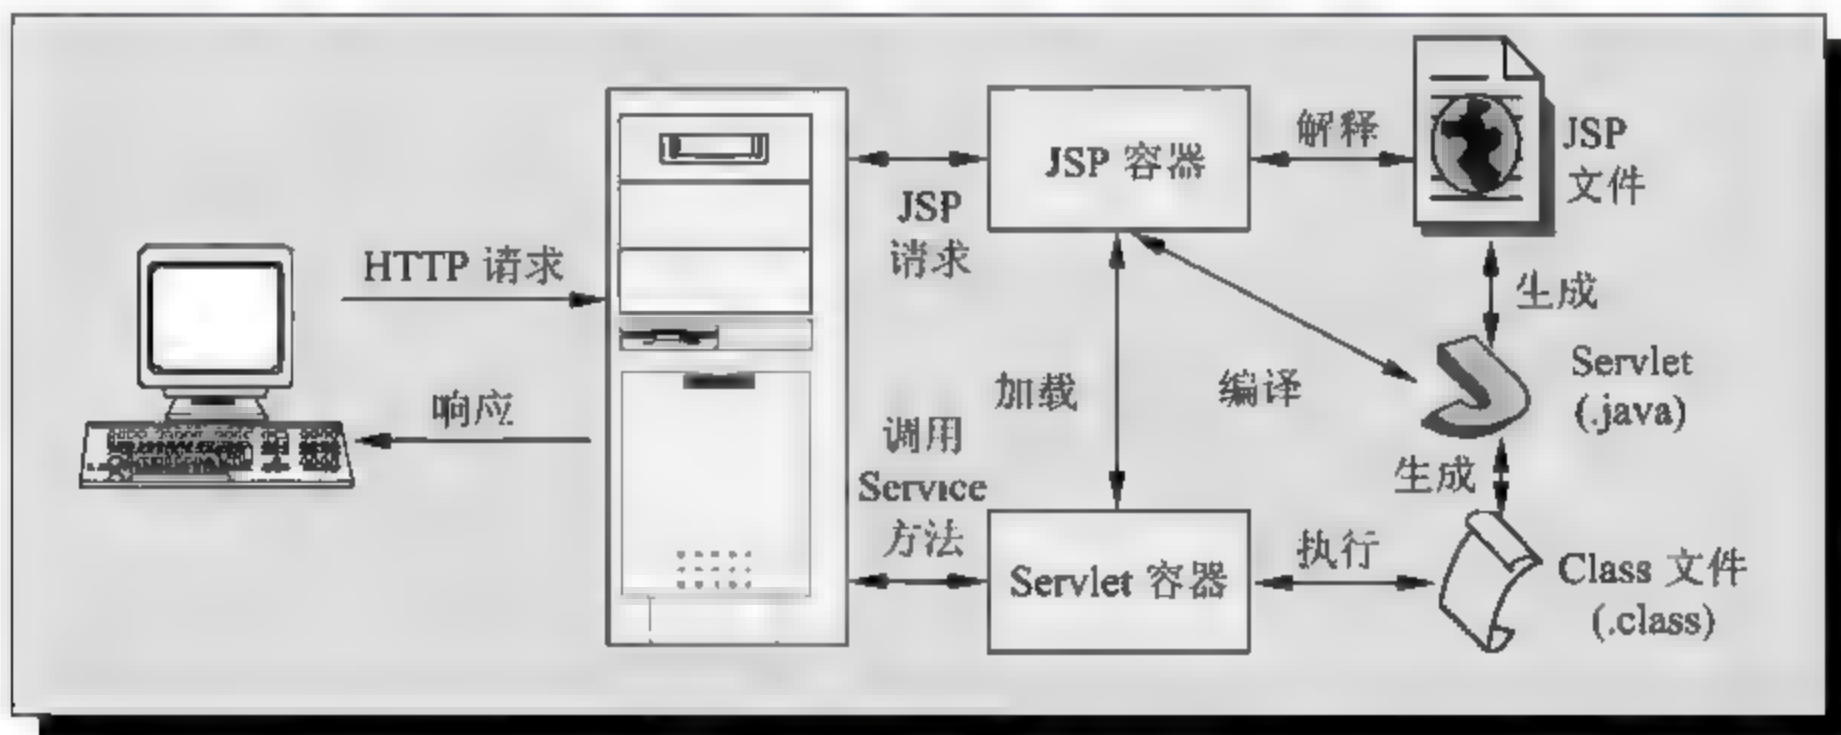 HTTP 请求
响应
JSP
请求
调用
Service
方法
JSP 容器
加载
Servlet 容器
解释
编译
执行
JSP
文件
生成
Servlet
(.java)
生成
Class 文件
(.class)